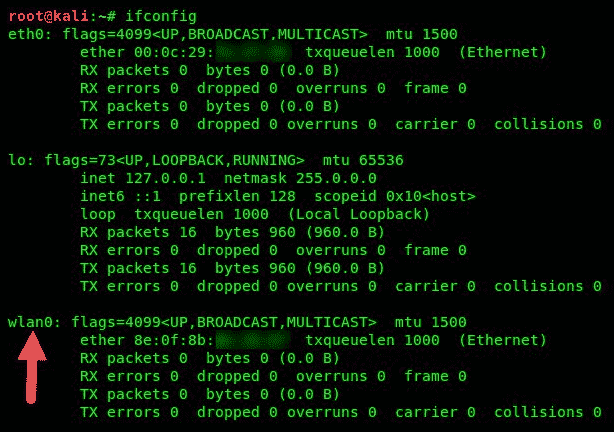 root@kali:~# ifconfig
eth0: flags=4099<UP,BROADCAST,MULTICAST>  mtu 1500
        ether 00:0c:29:  txqueuelen 1000  (Ethernet)
        RX packets 0  bytes 0 (0.0 B)
        RX errors 0  dropped 0  overruns 0  frame 0
        TX packets 0  bytes 0 (0.0 B)
        TX errors 0  dropped 0 overruns 0  carrier 0  collisions 0
lo: flags=73<UP,LOOPBACK,RUNNING>  mtu 65536
        inet 127.0.0.1  netmask 255.0.0.0
        inet6 ::1  prefixlen 128  scopeid 0x10<host>
        loop  txqueuelen 1000  (Local Loopback)
        RX packets 16  bytes 960 (960.0 B)
        RX errors 0  dropped 0  overruns 0  frame 0
        TX packets 16  bytes 960 (960.0 B)
        TX errors 0  dropped 0 overruns 0  carrier 0  collisions 0
wlan0: flags=4099<UP,BROADCAST,MULTICAST>  mtu 1500
        ether 8e:0f:8b:  txqueuelen 1000  (Ethernet)
        RX packets 0  bytes 0 (0.0 B)
        RX errors 0  dropped 0  overruns 0  frame 0
        TX packets 0  bytes 0 (0.0 B)
        TX errors 0  dropped 0 overruns 0  carrier 0  collisions 0